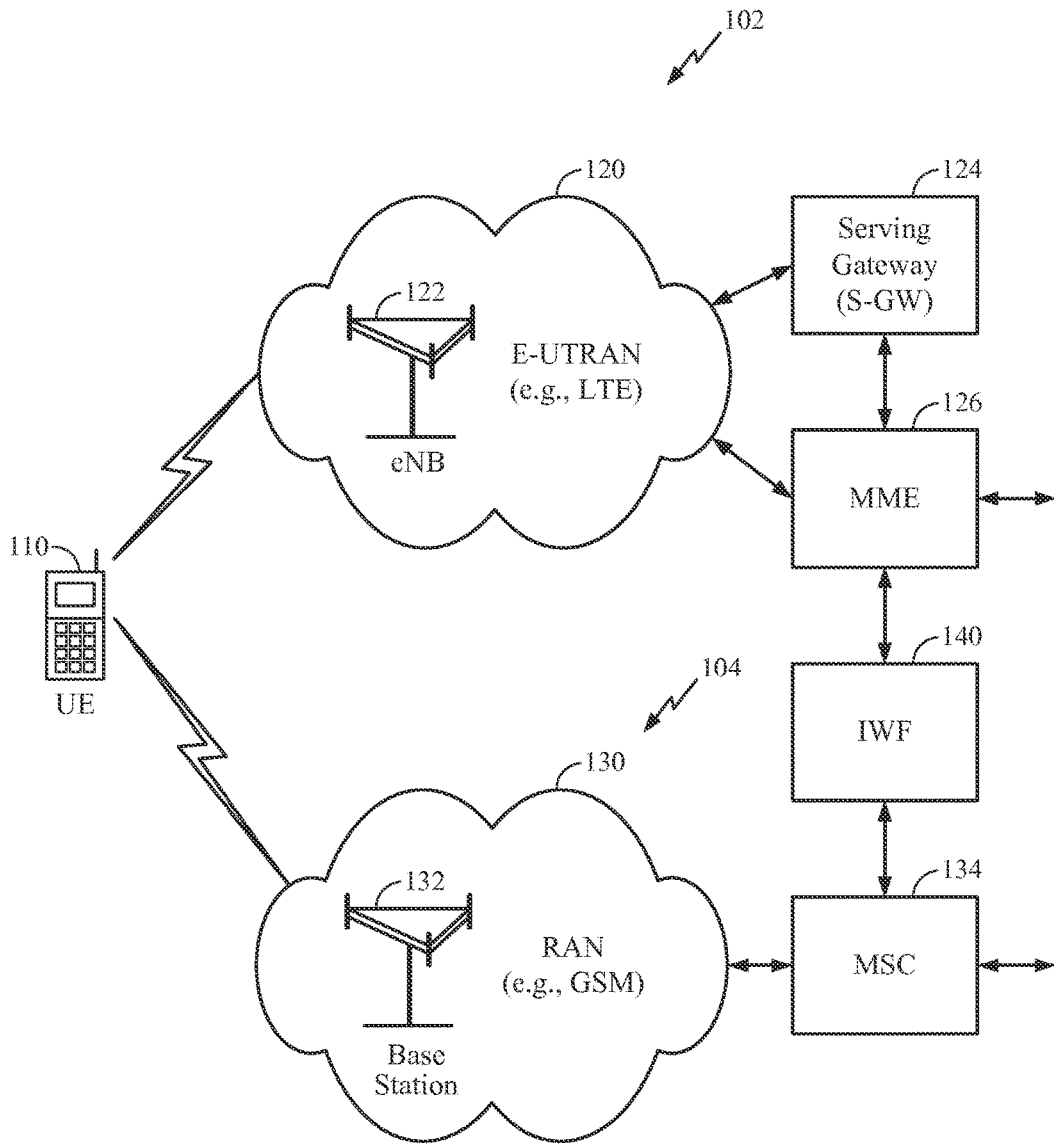 102
120
124
Serving
Gateway
(S-GW)
122
E-UTRAN
(e.g., LTE)
eNB
126
MME
110
UE
140
IWF
104
130
132
RAN
(e.g., GSM)
Base
Station
134
MSC